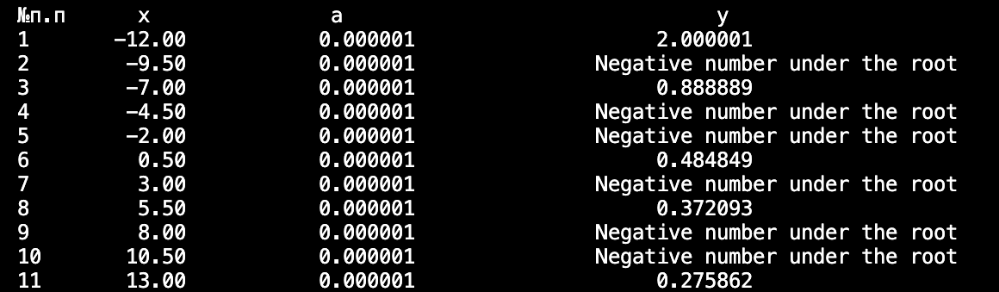 №п.п x a y
1 -12.00 0.000001 2.000001
2 -9.50 0.000001 Negative number under the root
3 -7.00 0.000001 0.888889
4 -4.50 0.000001 Negative number under the root
5 -2.00 0.000001 Negative number under the root
6 0.50 0.000001 0.484849
7 3.00 0.000001 Negative number under the root
8 5.50 0.000001 0.372093
9 8.00 0.000001 Negative number under the root
10 10.50 0.000001 Negative number under the root
11 13.00 0.000001 0.275862